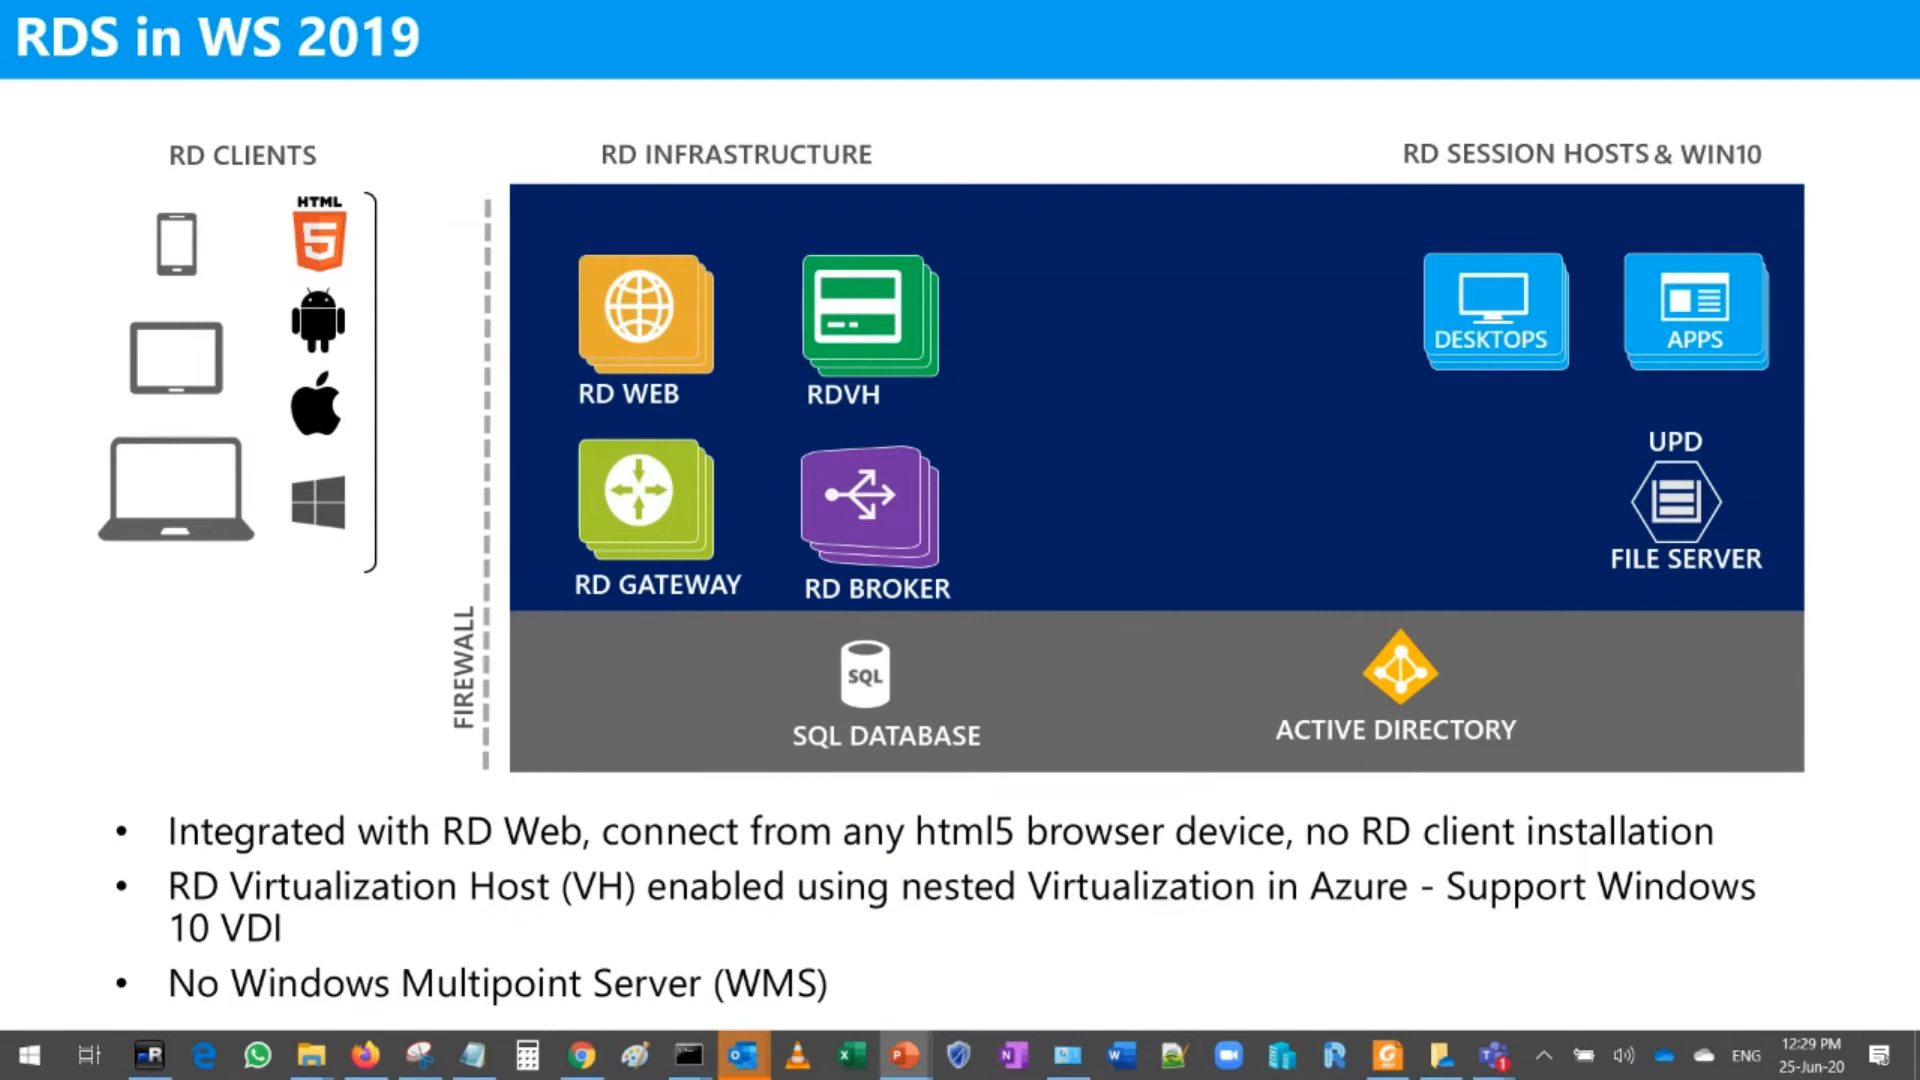 RDS in WS 2019
RD CLIENTS
RD INFRASTRUCTURE
RD SESSION HOSTS & WIN10
HTML
5
RD WEB
RDVH
DESKTOPS
APPS
UPD
FILE SERVER
RD GATEWAY
RD BROKER
FIREWALL
SQL
SQL DATABASE
ACTIVE DIRECTORY
• Integrated with RD Web, connect from any html5 browser device, no RD client installation
• RD Virtualization Host (VH) enabled using nested Virtualization in Azure - Support Windows
10 VDI
• No Windows Multipoint Server (WMS)
ENG
12:29 PM
25-Jun-20